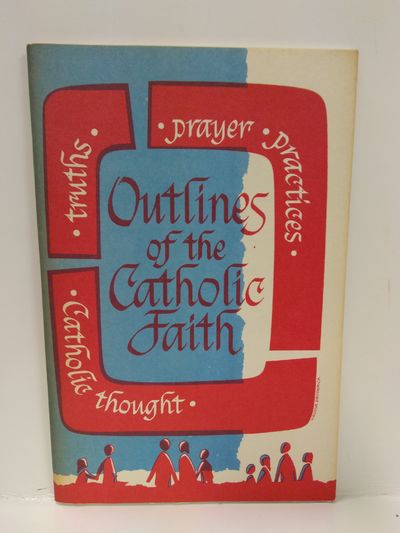 • truths •
• prayer • practices •
Outlines
of the
Catholic
Faith
Catholic thought •